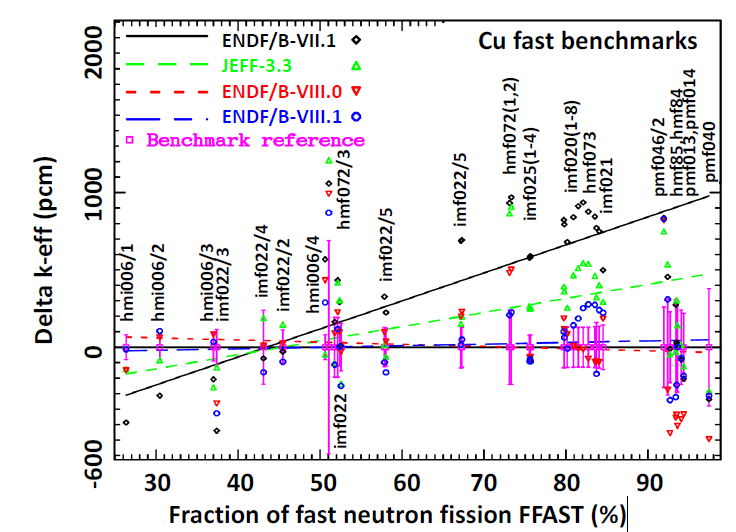 ENDF/B-VII.1
JEFF-3.3
ENDF/B-VIII.0
ENDF/B-VIII.1
Benchmark reference
Cu fast benchmarks
2000
1000
0
-600
Delta k-eff (pcm)
hmi006/1
hmi006/2
hmi006/3
imf022/3
imf022/4
imf022/2
hmi006/4
hmf072/3
imf022
imf022/5
imf022/5
hmf072(1,2)
imf025(1-4)
imf020(1-8)
hmf073
imf021
pmf046/2
hmf85,hmf84
pmf013,pmf014
pmf040
30
40
50
60
70
80
90
Fraction of fast neutron fission FFAST (%)